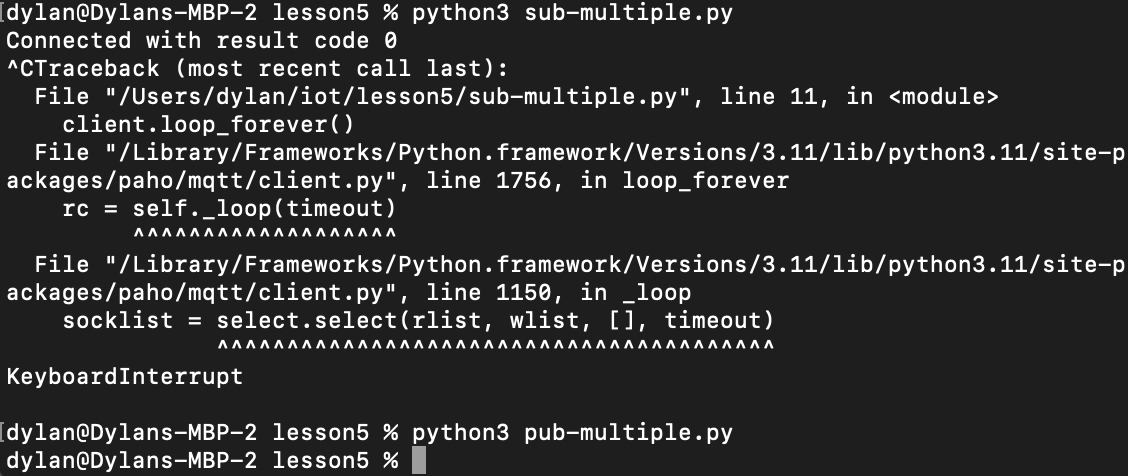 dylan@Dylans-MBP-2 lesson5 % python3 sub-multiple.py
Connected with result code 0
^CTraceback (most recent call last):
  File "/Users/dylan/iot/lesson5/sub-multiple.py", line 11, in <module>
    client.loop_forever()
  File "/Library/Frameworks/Python.framework/Versions/3.11/lib/python3.11/site-p
ackages/paho/mqtt/client.py", line 1756, in loop_forever
    rc = self._loop(timeout)
         ^^^^^^^^^^^^^^^^^^^
  File "/Library/Frameworks/Python.framework/Versions/3.11/lib/python3.11/site-p
ackages/paho/mqtt/client.py", line 1150, in _loop
    socklist = select.select(rlist, wlist, [], timeout)
               ^^^^^^^^^^^^^^^^^^^^^^^^^^^^^^^^^^^^^^^^
KeyboardInterrupt

dylan@Dylans-MBP-2 lesson5 % python3 pub-multiple.py
dylan@Dylans-MBP-2 lesson5 %